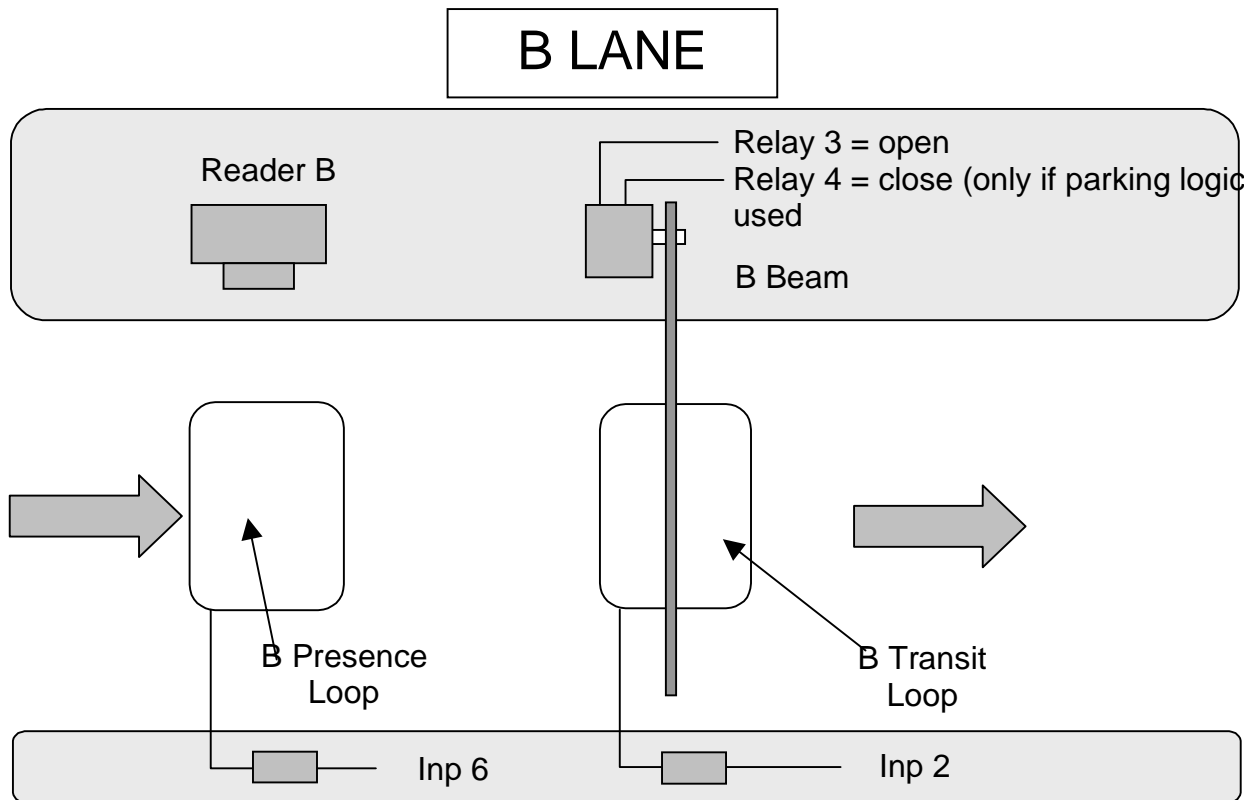 B LANE
Reader B
Relay 3 = open
Relay 4 = close (only if parking logic
used
B Beam
B Presence
Loop
B Transit
Loop
Inp 6
Inp 2